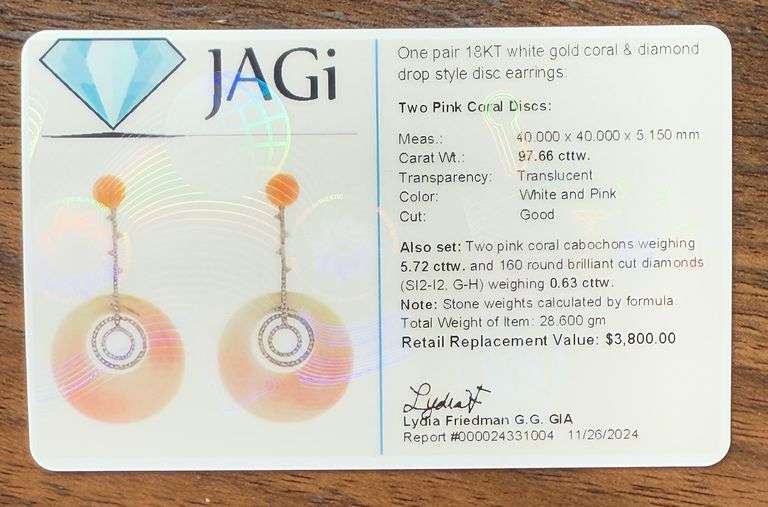 JAGi
One pair 18KT white gold coral & diamond
drop style disc earrings:
Two Pink Coral Discs:
Meas.: 40.000 x 40.000 x 5.150 mm
Carat Wt.: 97.66 cttw.
Transparency: Translucent
Color: White and Pink
Cut: Good
Also set: Two pink coral cabochons weighing
5.72 cttw. and 160 round brilliant cut diamonds
(SI2-I2, G-H) weighing 0.63 cttw.
Note: Stone weights calculated by formula
Total Weight of Item: 28.600 gm
Retail Replacement Value: $3,800.00
Lydia F
Lydia Friedman G.G. GIA
Report #000024331004 11/26/2024